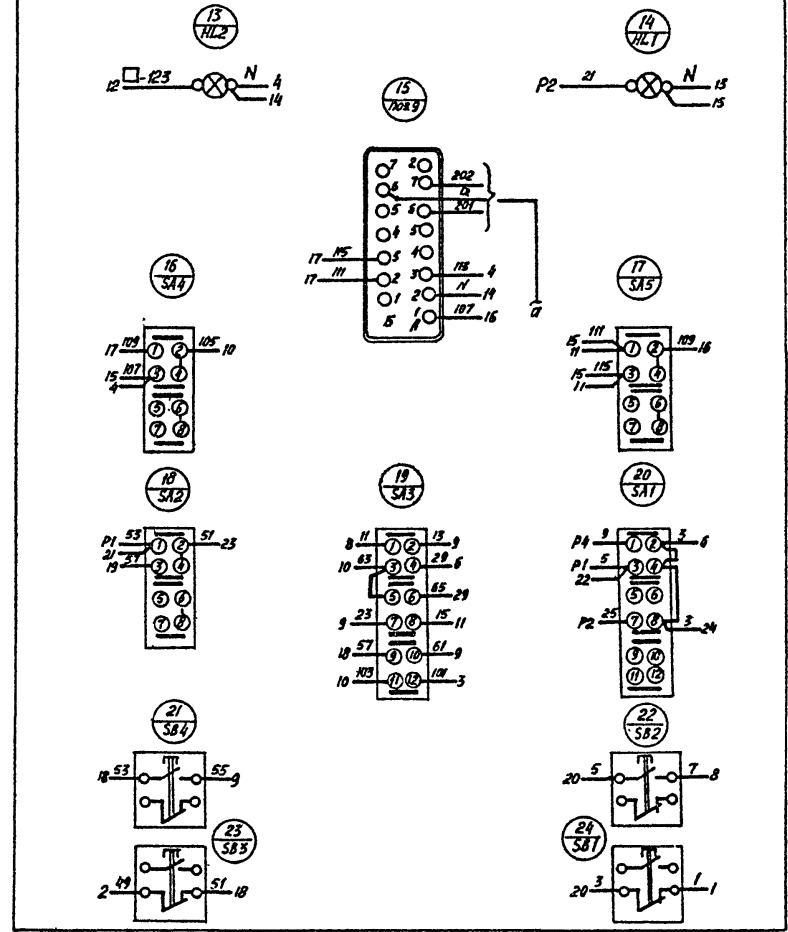 13
HL2
14
HL1
12 □-123 N 4
14
P2 21 N 13
15
15
поз.9
7 2
6 7 202
а
5 6 201
4 5
17 115 3 4
17 111 2 3 113 4
1 2 N 14
Б 1 А 107 16
а
16
SA4
17
SA5
17 109 1 2 105 10
15 107 3 4
4
5 6
7 8
15 111 1 2 109 16
11
15 115 3 4
11
5 6
7 8
18
SA2
19
SA3
20
SA1
P1 53 1 2 51 23
21
19 57 3 4
5 6
7 8
8 11 1 2 13 9
10 63 3 4 29 6
5 6 65 29
9 23 7 8 15 11
18 57 9 10 61 9
10 103 11 12 101 3
P4 9 1 2 3 6
P1 5 3 4
22
5 6
P2 25 7 8 3 24
9 10
11 12
21
SB4
22
SB2
18 53 55 9
20 5 7 8
23
SB3
24
SB1
2 49 51 18
20 3 1 1